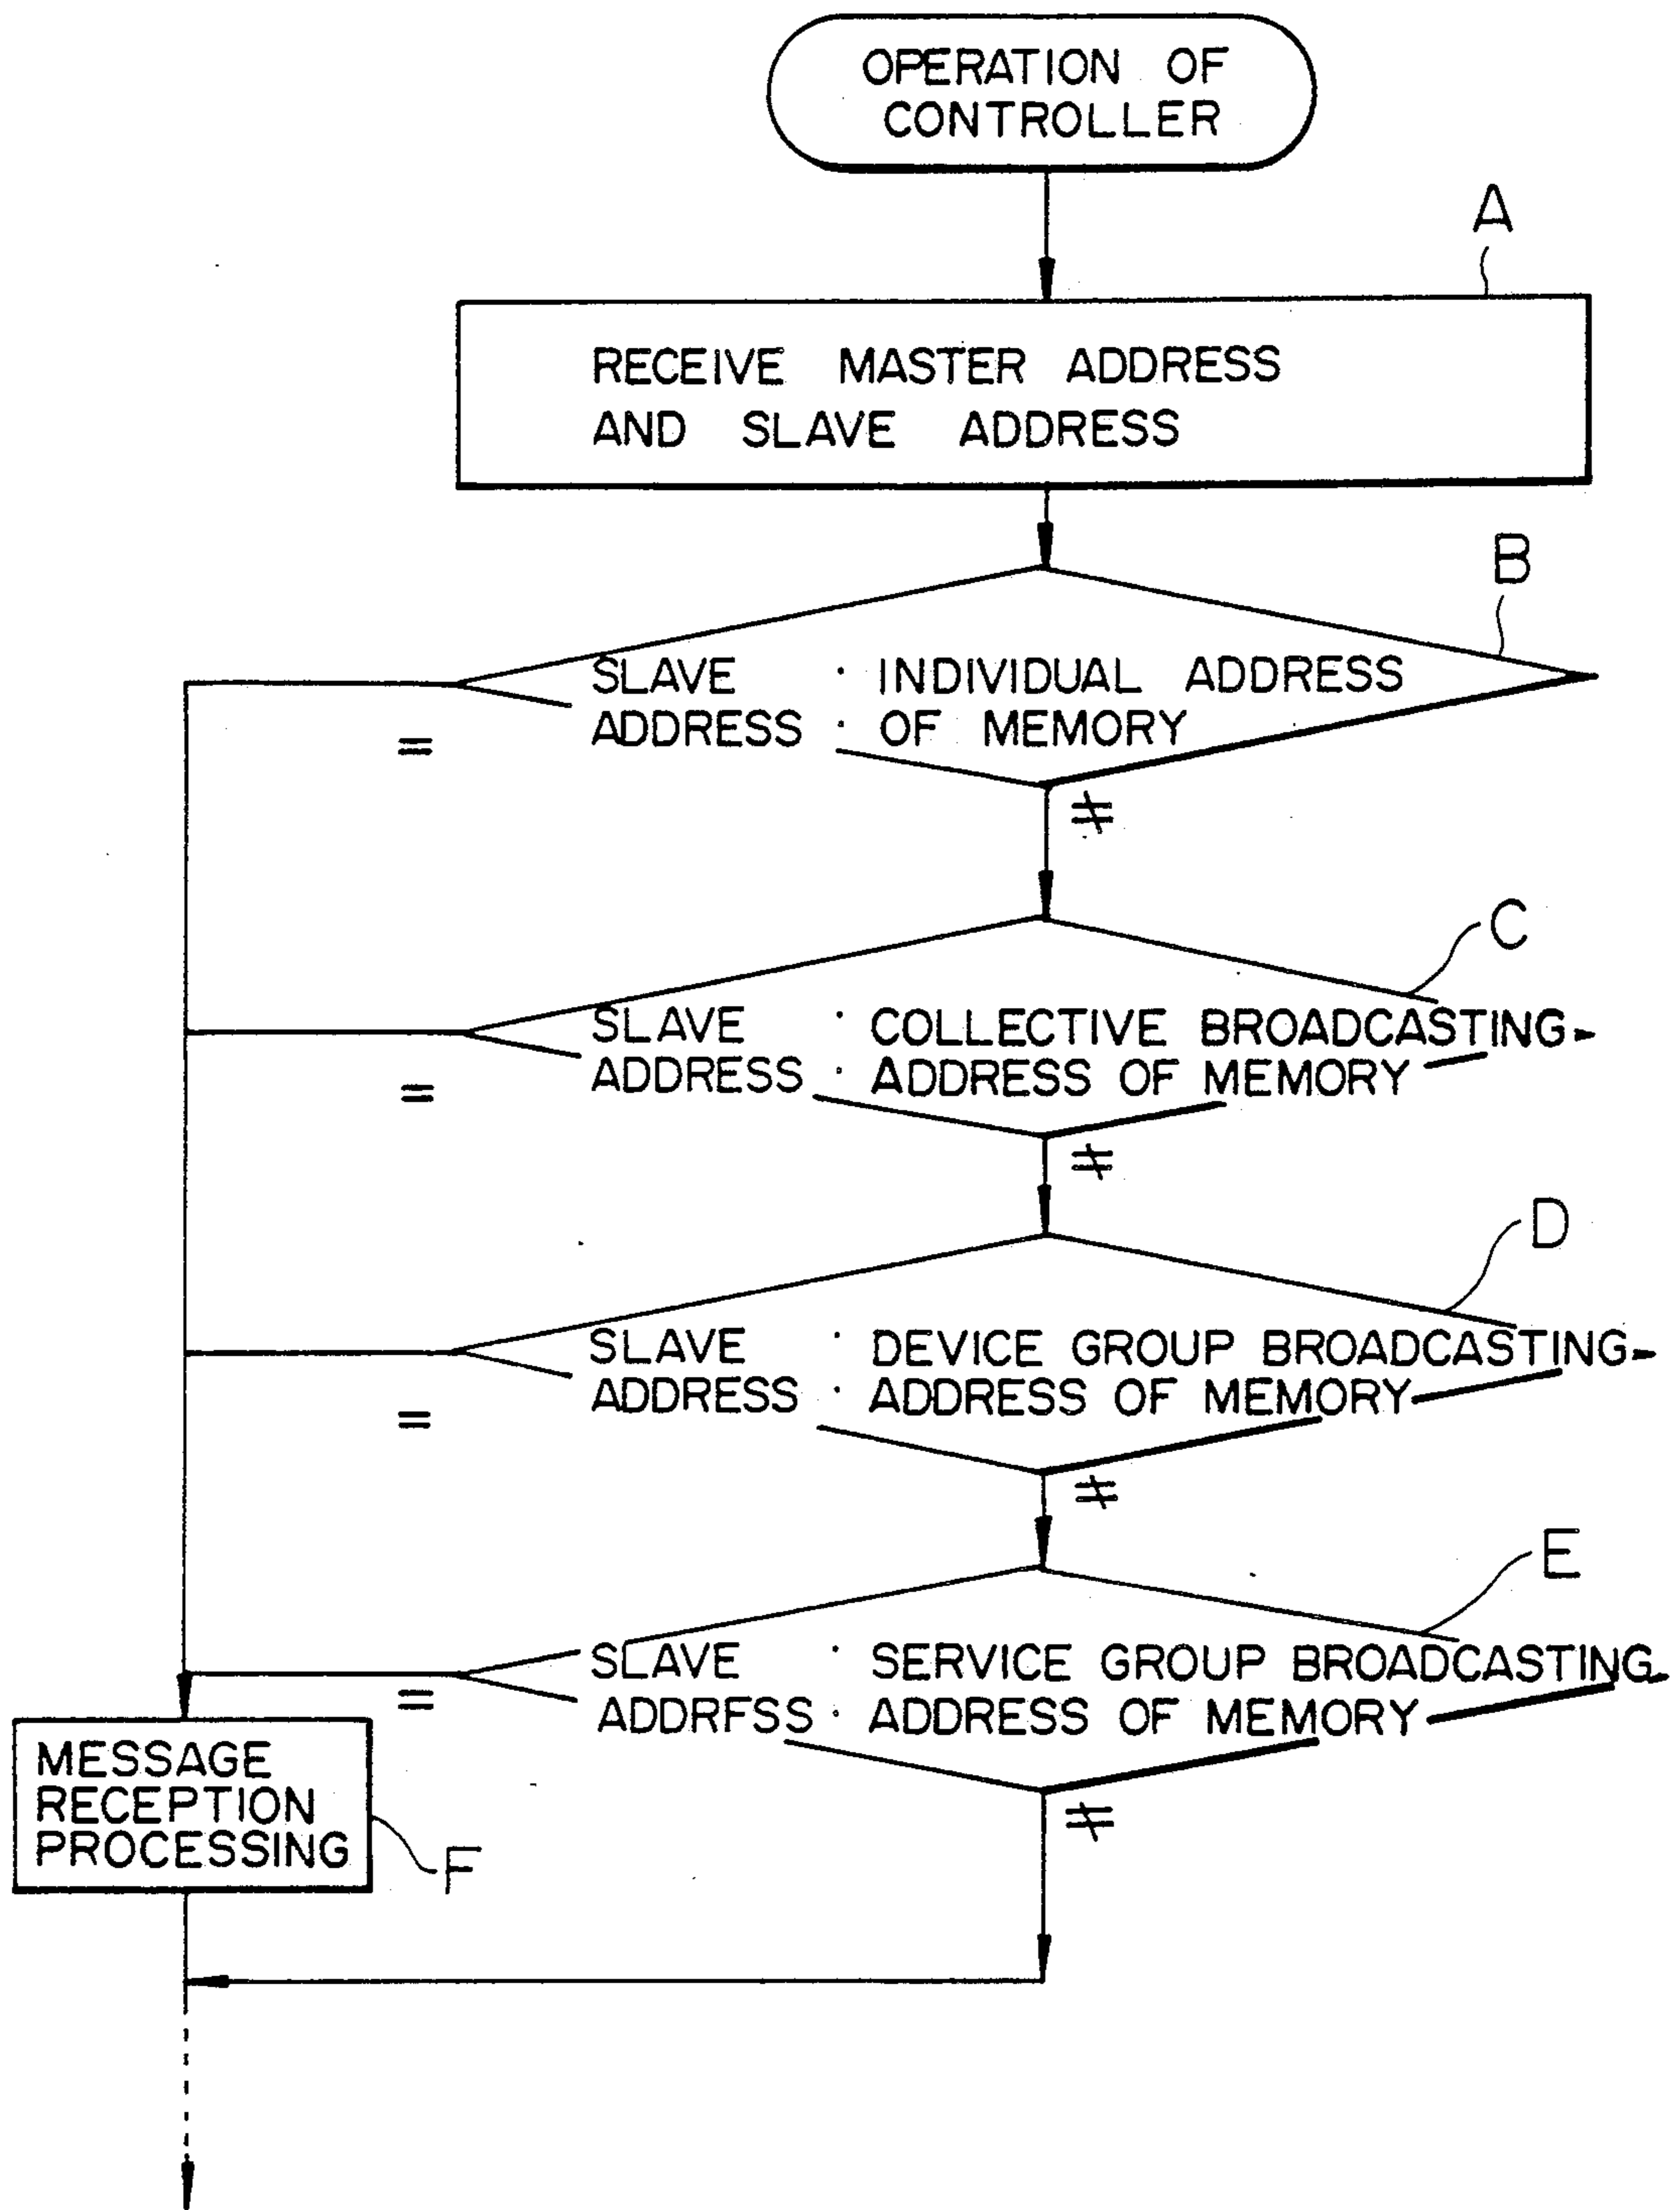 OPERATION OF
CONTROLLER
A
RECEIVE MASTER ADDRESS
AND SLAVE ADDRESS
B
SLAVE : INDIVIDUAL ADDRESS
ADDRESS : OF MEMORY
=
≠
C
SLAVE : COLLECTIVE BROADCASTING
ADDRESS : ADDRESS OF MEMORY
=
≠
D
SLAVE : DEVICE GROUP BROADCASTING
ADDRESS : ADDRESS OF MEMORY
=
≠
E
SLAVE : SERVICE GROUP BROADCASTING
ADDRFSS : ADDRESS OF MEMORY
=
≠
MESSAGE
RECEPTION
PROCESSING
F